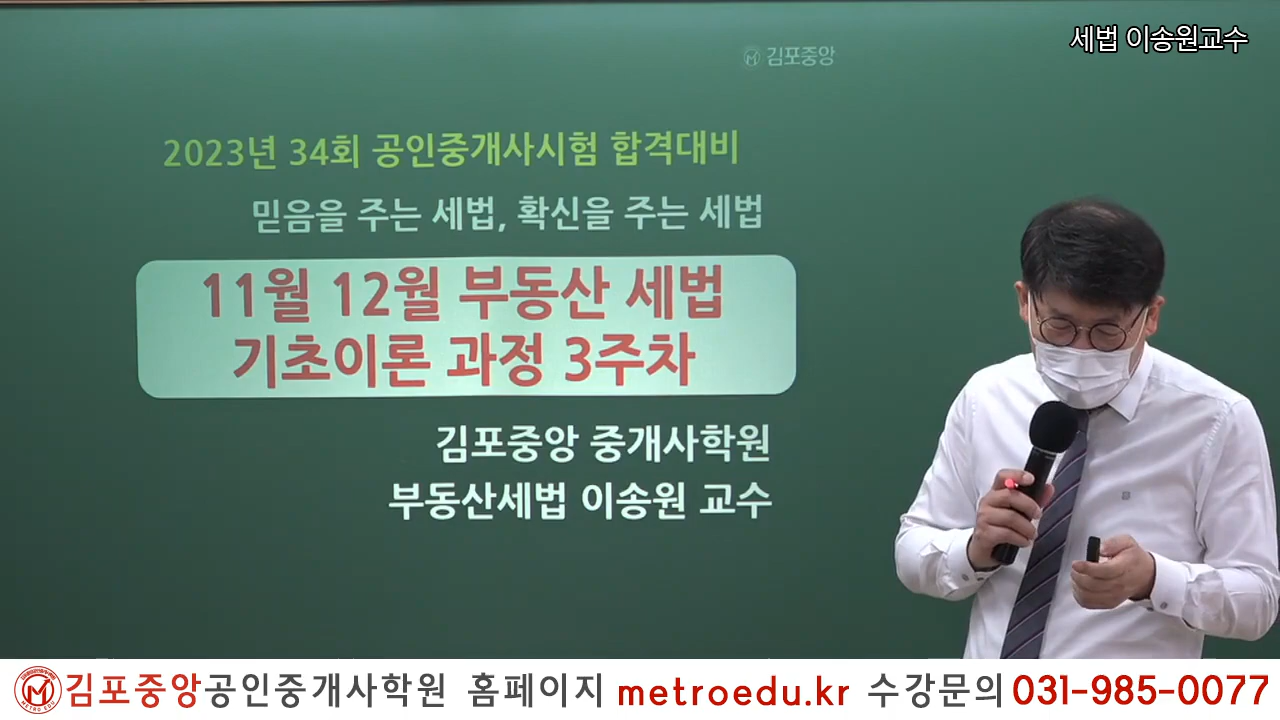 세법 이송원교수
김포중앙
2023년 34회 공인중개사시험 합격대비
믿음을 주는 세법, 확신을 주는 세법
11월 12월 부동산 세법
기초이론 과정 3주차
김포중앙 중개사학원
부동산세법 이송원 교수
METRO EDU
김포중앙공인중개사학원 홈페이지 metroedu.kr 수강문의 031-985-0077